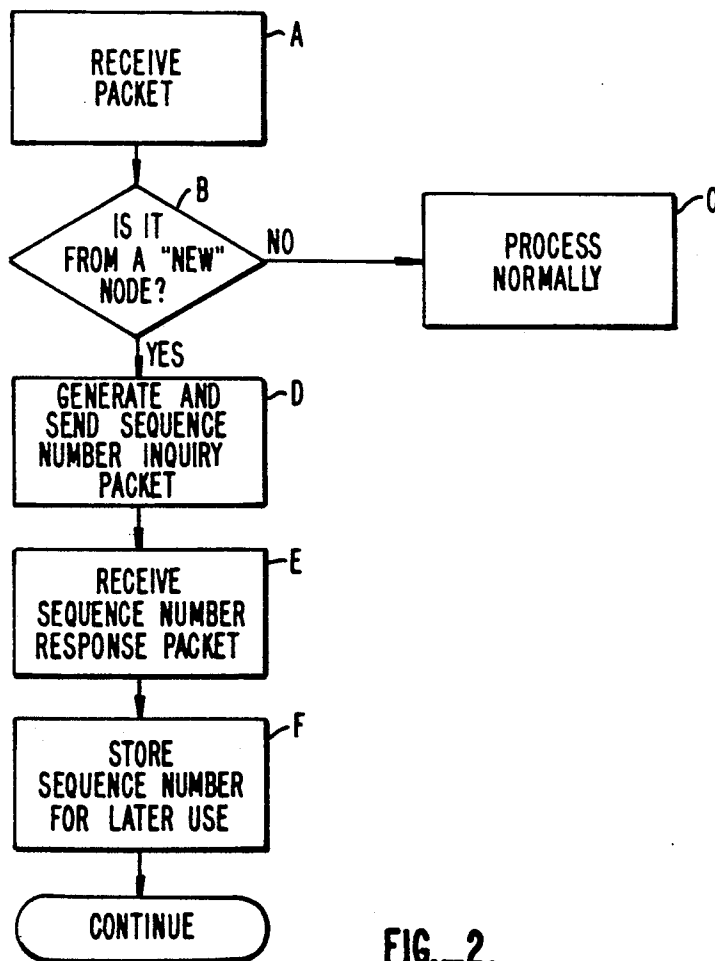 A
RECEIVE
PACKET
B
IS IT
FROM A "NEW"
NODE?
NO
C
PROCESS
NORMALLY
YES
D
GENERATE AND
SEND SEQUENCE
NUMBER INQUIRY
PACKET
E
RECEIVE
SEQUENCE NUMBER
RESPONSE PACKET
F
STORE
SEQUENCE NUMBER
FOR LATER USE
CONTINUE
FIG._2.